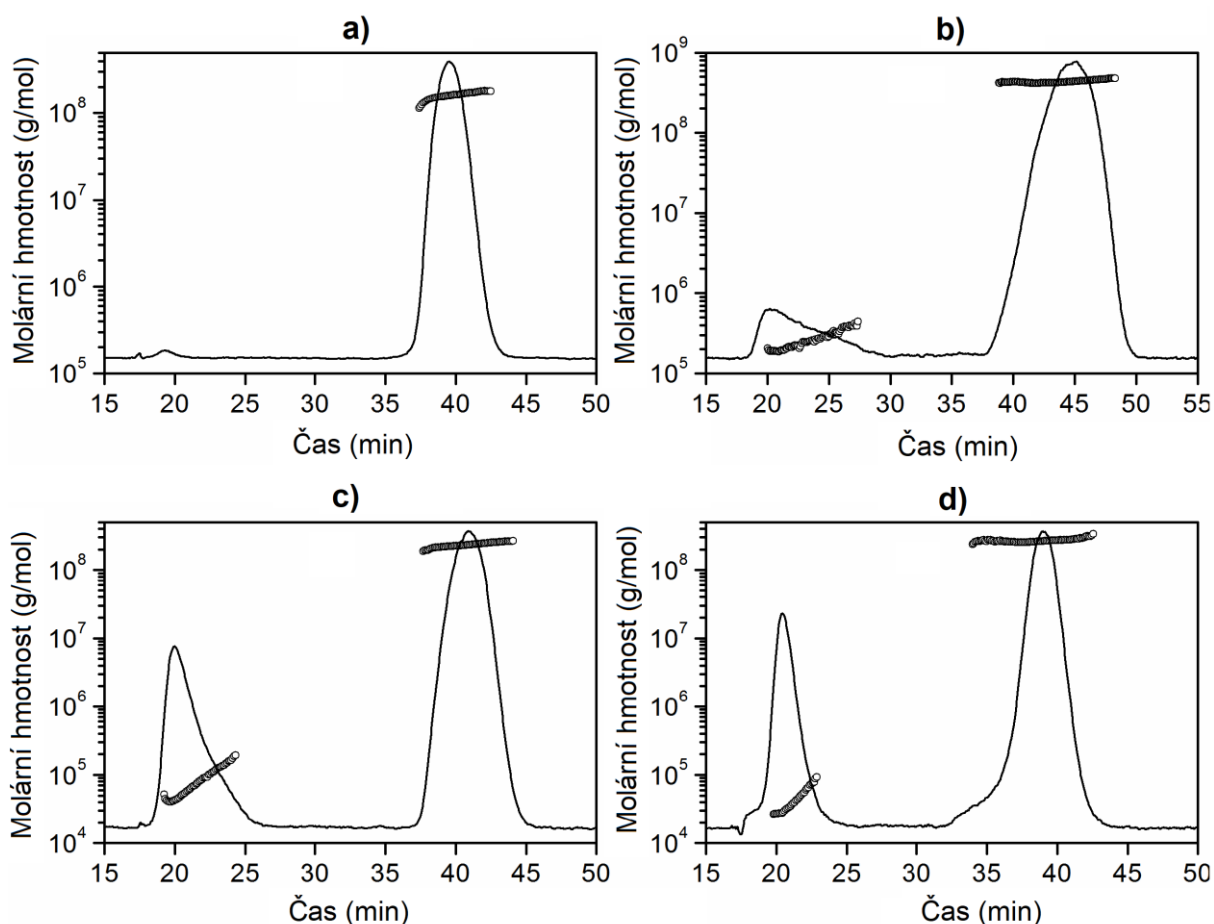 a)
Molární hmotnost (g/mol)
10^8
10^7
10^6
10^5
15 20 25 30 35 40 45 50
Čas (min)
b)
Molární hmotnost (g/mol)
10^9
10^8
10^7
10^6
10^5
15 20 25 30 35 40 45 50 55
Čas (min)
c)
Molární hmotnost (g/mol)
10^8
10^7
10^6
10^5
10^4
15 20 25 30 35 40 45 50
Čas (min)
d)
Molární hmotnost (g/mol)
10^8
10^7
10^6
10^5
10^4
15 20 25 30 35 40 45 50
Čas (min)